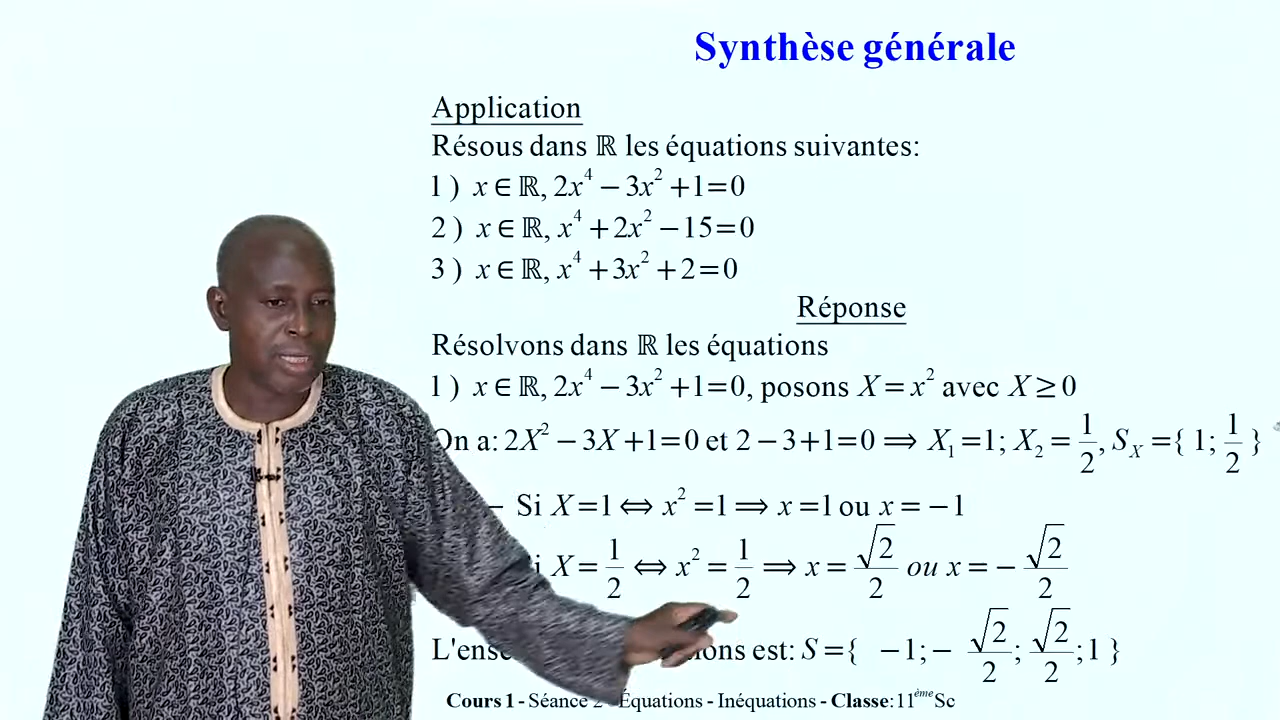 Synthèse générale
Application
Résous dans ℝ les équations suivantes:
1 ) x ∈ ℝ, 2x⁴ − 3x² +1=0
2 ) x ∈ ℝ, x⁴ +2x² −15=0
3 ) x ∈ ℝ, x⁴ +3x² +2=0
Réponse
Résolvons dans ℝ les équations
1 ) x ∈ ℝ, 2x⁴ − 3x² +1=0, posons X = x² avec X ≥ 0
On a: 2X² − 3X +1=0 et 2 − 3+1=0 ⟹ X₁ =1; X₂ = 1/2, S_X ={ 1; 1/2 }
− Si X =1 ⇔ x² =1 ⟹ x =1 ou x = −1
X = 1/2 ⇔ x² = 1/2 ⟹ x = √2/2 ou x = − √2/2
est: S ={ −1; − √2/2 ; √2/2 ;1 }
Cours 1 - Séance 2 - Équations - Inéquations - Classe: 11ème Sc